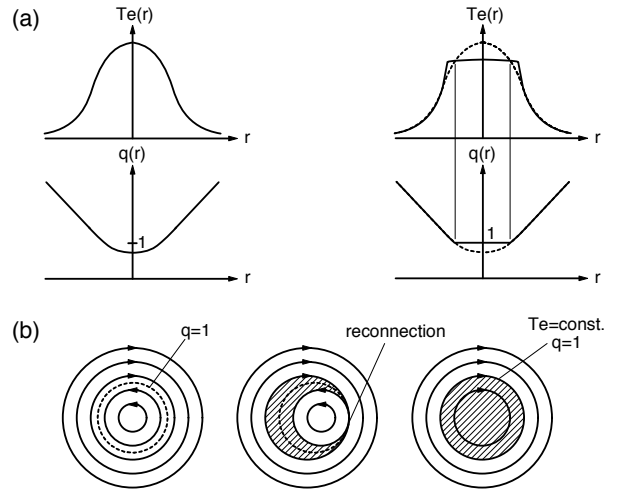 (a)
Te(r)
r
q(r)
1
r
Te(r)
r
q(r)
1
r
(b)
q=1
reconnection
Te=const.
q=1